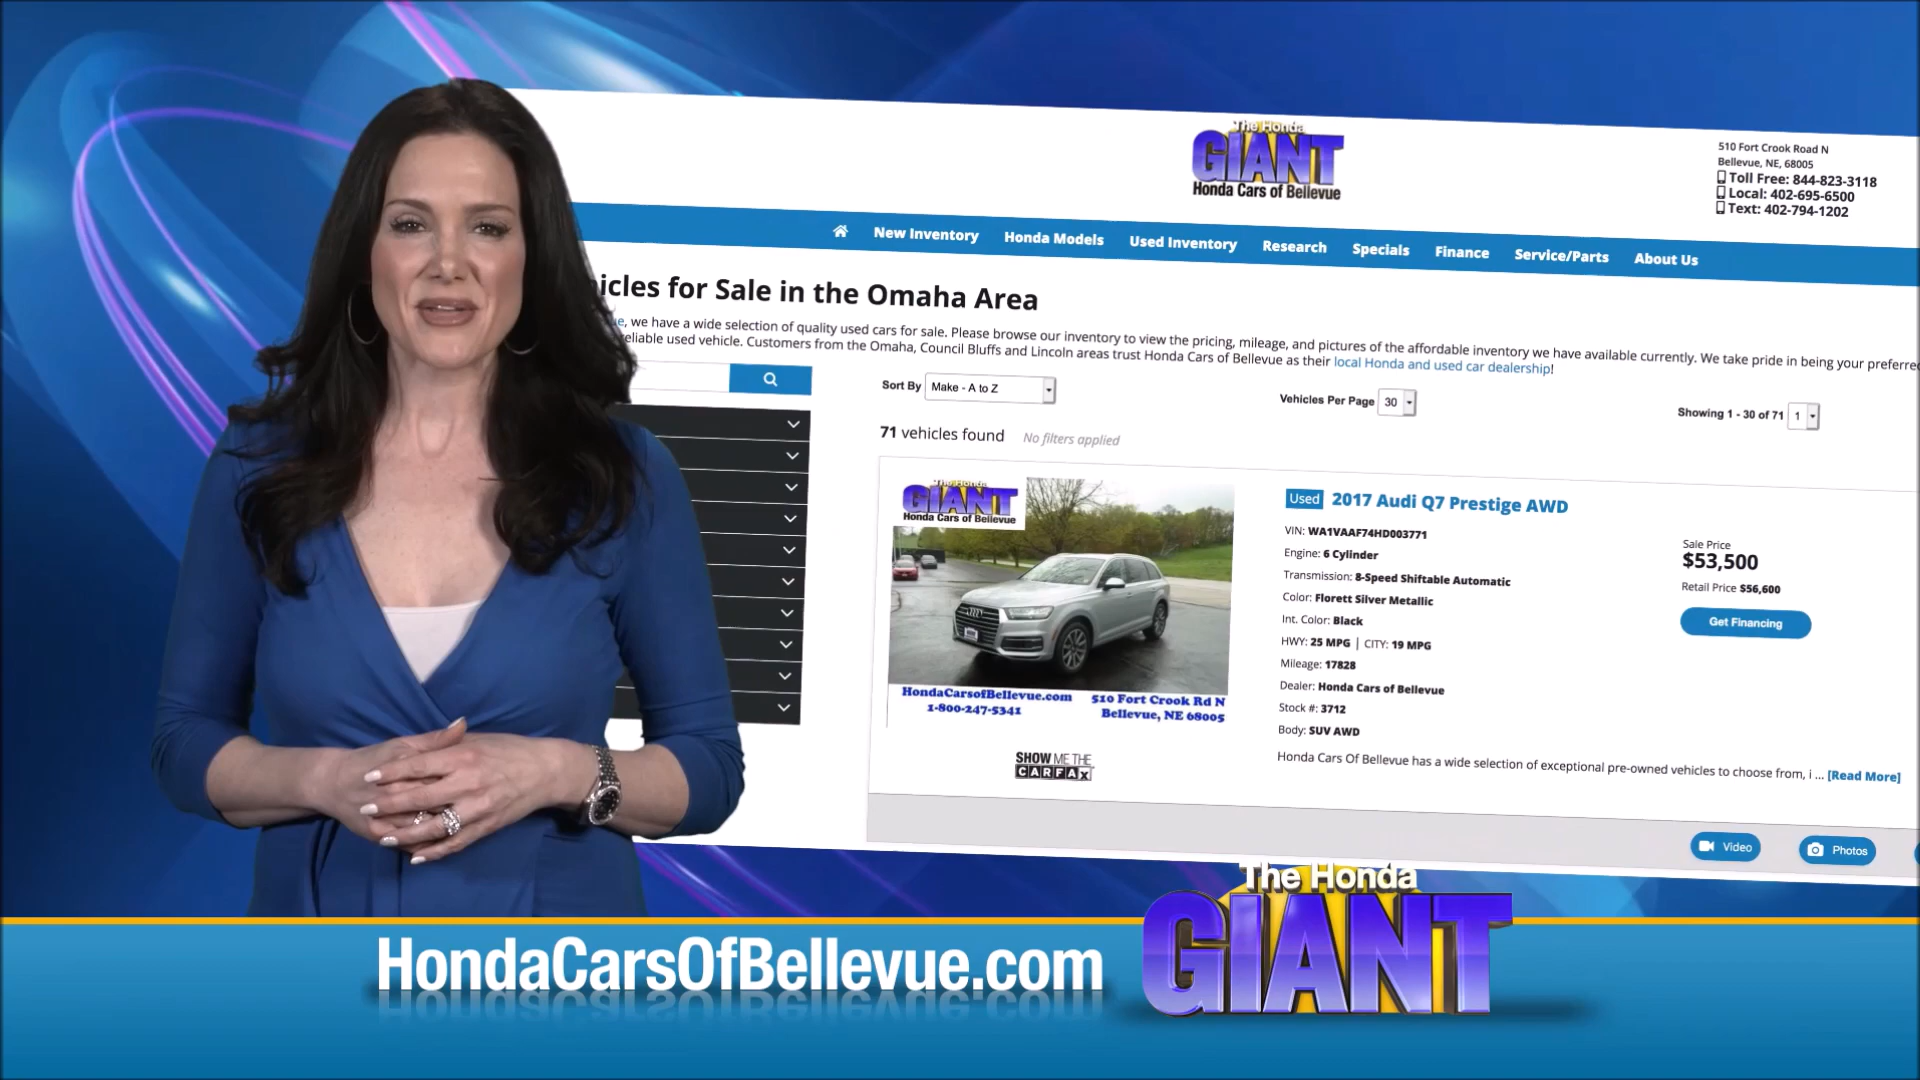 The Honda
GIANT
Honda Cars of Bellevue
510 Fort Crook Road N
Bellevue, NE, 68005
Toll Free: 844-823-3118
Local: 402-695-6500
Text: 402-794-1202
New Inventory Honda Models Used Inventory Research Specials Finance Service/Parts About Us
icles for Sale in the Omaha Area
ue, we have a wide selection of quality used cars for sale. Please browse our inventory to view the pricing, mileage, and pictures of the affordable inventory we have available currently. We take pride in being your preferred
reliable used vehicle. Customers from the Omaha, Council Bluffs and Lincoln areas trust Honda Cars of Bellevue as their local Honda and used car dealership!
Sort By Make - A to Z Vehicles Per Page 30 Showing 1 - 30 of 71 1
71 vehicles found No filters applied
The Honda
GIANT
Honda Cars of Bellevue
HondaCarsofBellevue.com 510 Fort Crook Rd N
1-800-247-5341 Bellevue, NE 68005
SHOW ME THE
CARFAX
Used 2017 Audi Q7 Prestige AWD
VIN: WA1VAAF74HD003771
Engine: 6 Cylinder
Transmission: 8-Speed Shiftable Automatic
Color: Florett Silver Metallic
Int. Color: Black
HWY: 25 MPG | CITY: 19 MPG
Mileage: 17828
Dealer: Honda Cars of Bellevue
Stock #: 3712
Body: SUV AWD
Honda Cars Of Bellevue has a wide selection of exceptional pre-owned vehicles to choose from, i ... [Read More]
Sale Price
$53,500
Retail Price $56,600
Get Financing
Video Photos
HondaCarsOfBellevue.com
The Honda
GIANT